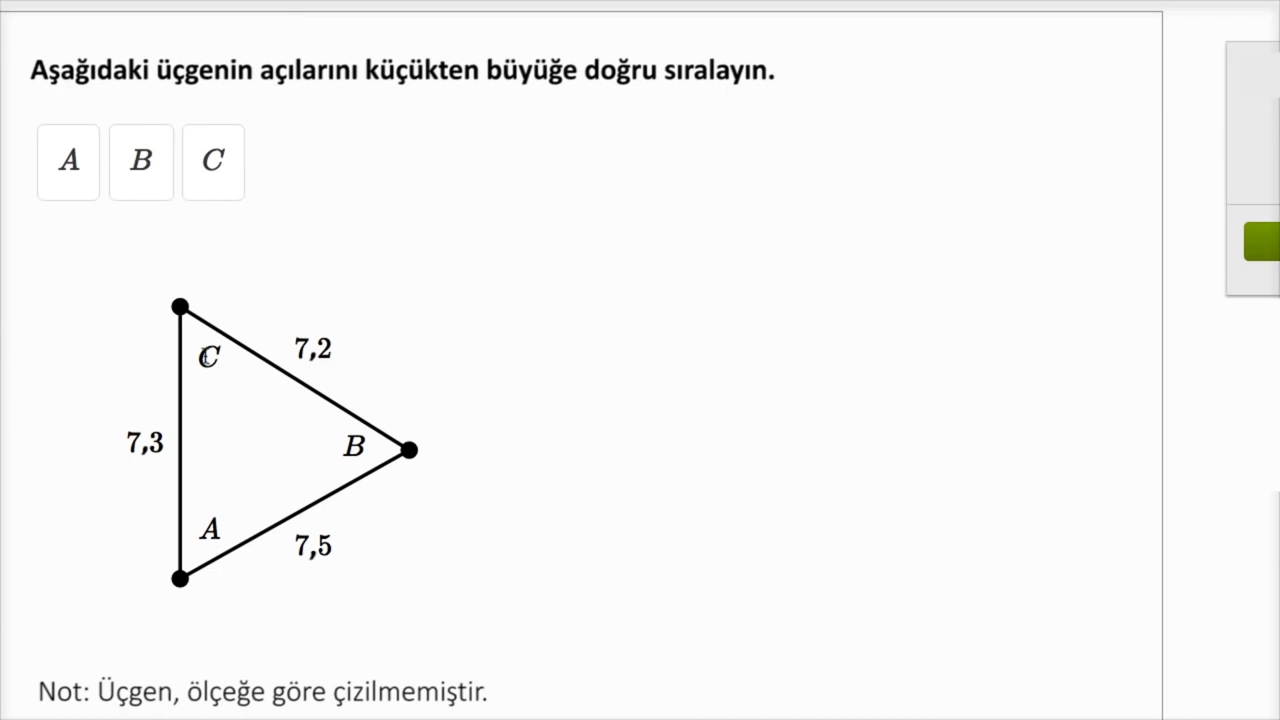 Aşağıdaki üçgenin açılarını küçükten büyüğe doğru sıralayın.
A B C
C
7,2
7,3
B
A
7,5
Not: Üçgen, ölçeğe göre çizilmemiştir.